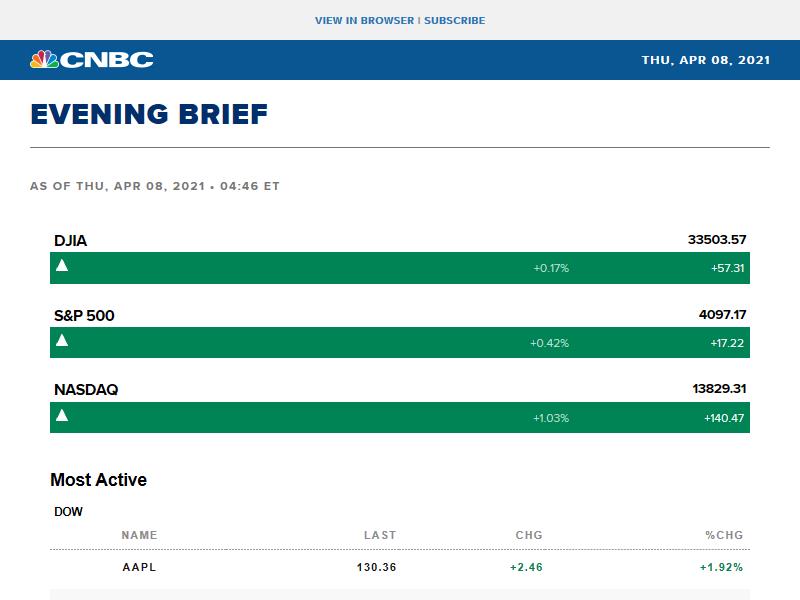 VIEW IN BROWSER | SUBSCRIBE
CNBC THU, APR 08, 2021
EVENING BRIEF
AS OF THU, APR 08, 2021 • 04:46 ET
DJIA 33503.57
+0.17% +57.31
S&P 500 4097.17
+0.42% +17.22
NASDAQ 13829.31
+1.03% +140.47
Most Active
DOW
NAME LAST CHG %CHG
AAPL 130.36 +2.46 +1.92%